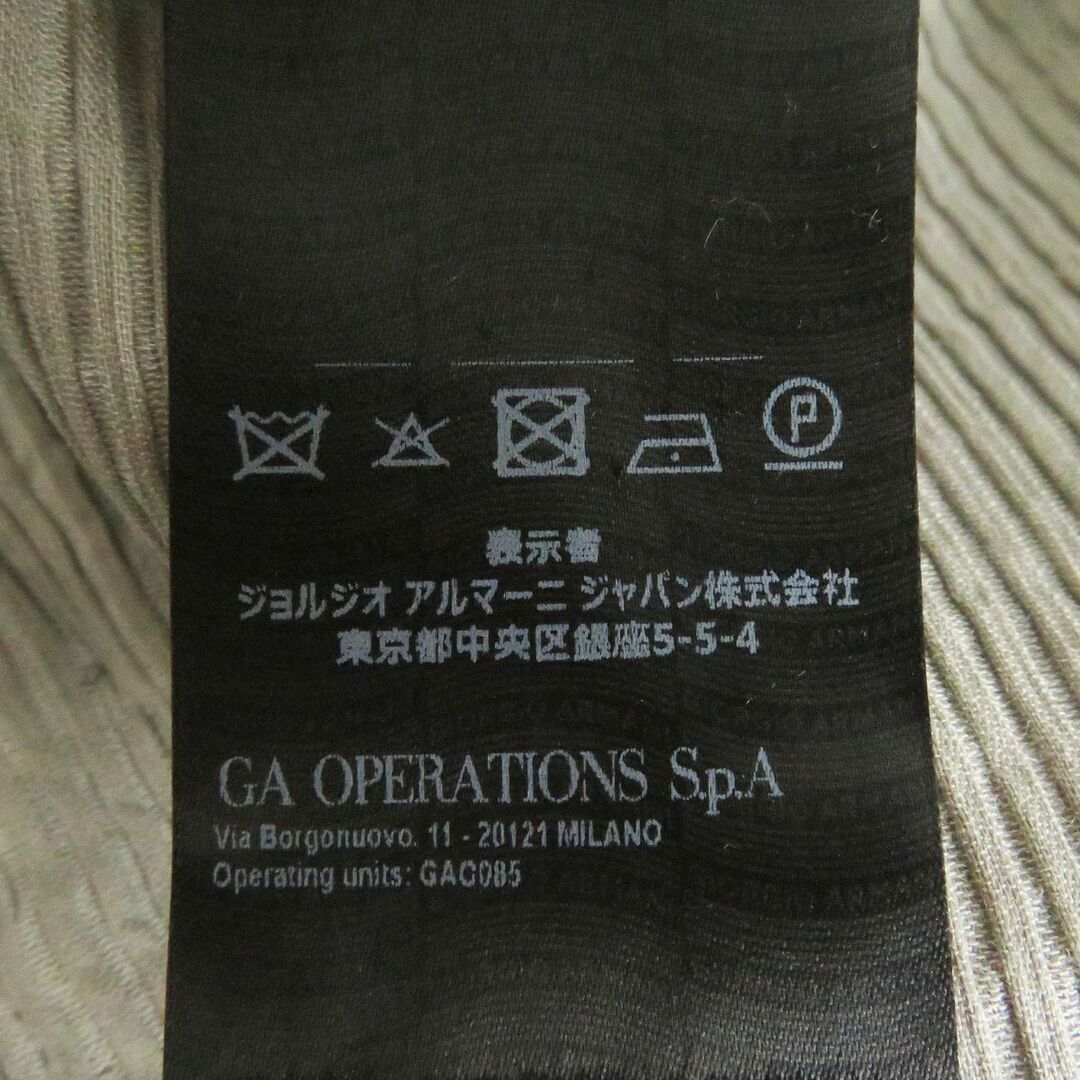 P
表示者
ジョルジオ アルマーニ ジャパン株式会社
東京都中央区銀座5-5-4
GA OPERATIONS S.p.A
Via Borgonuovo, 11 - 20121 MILANO
Operating units: GAC085